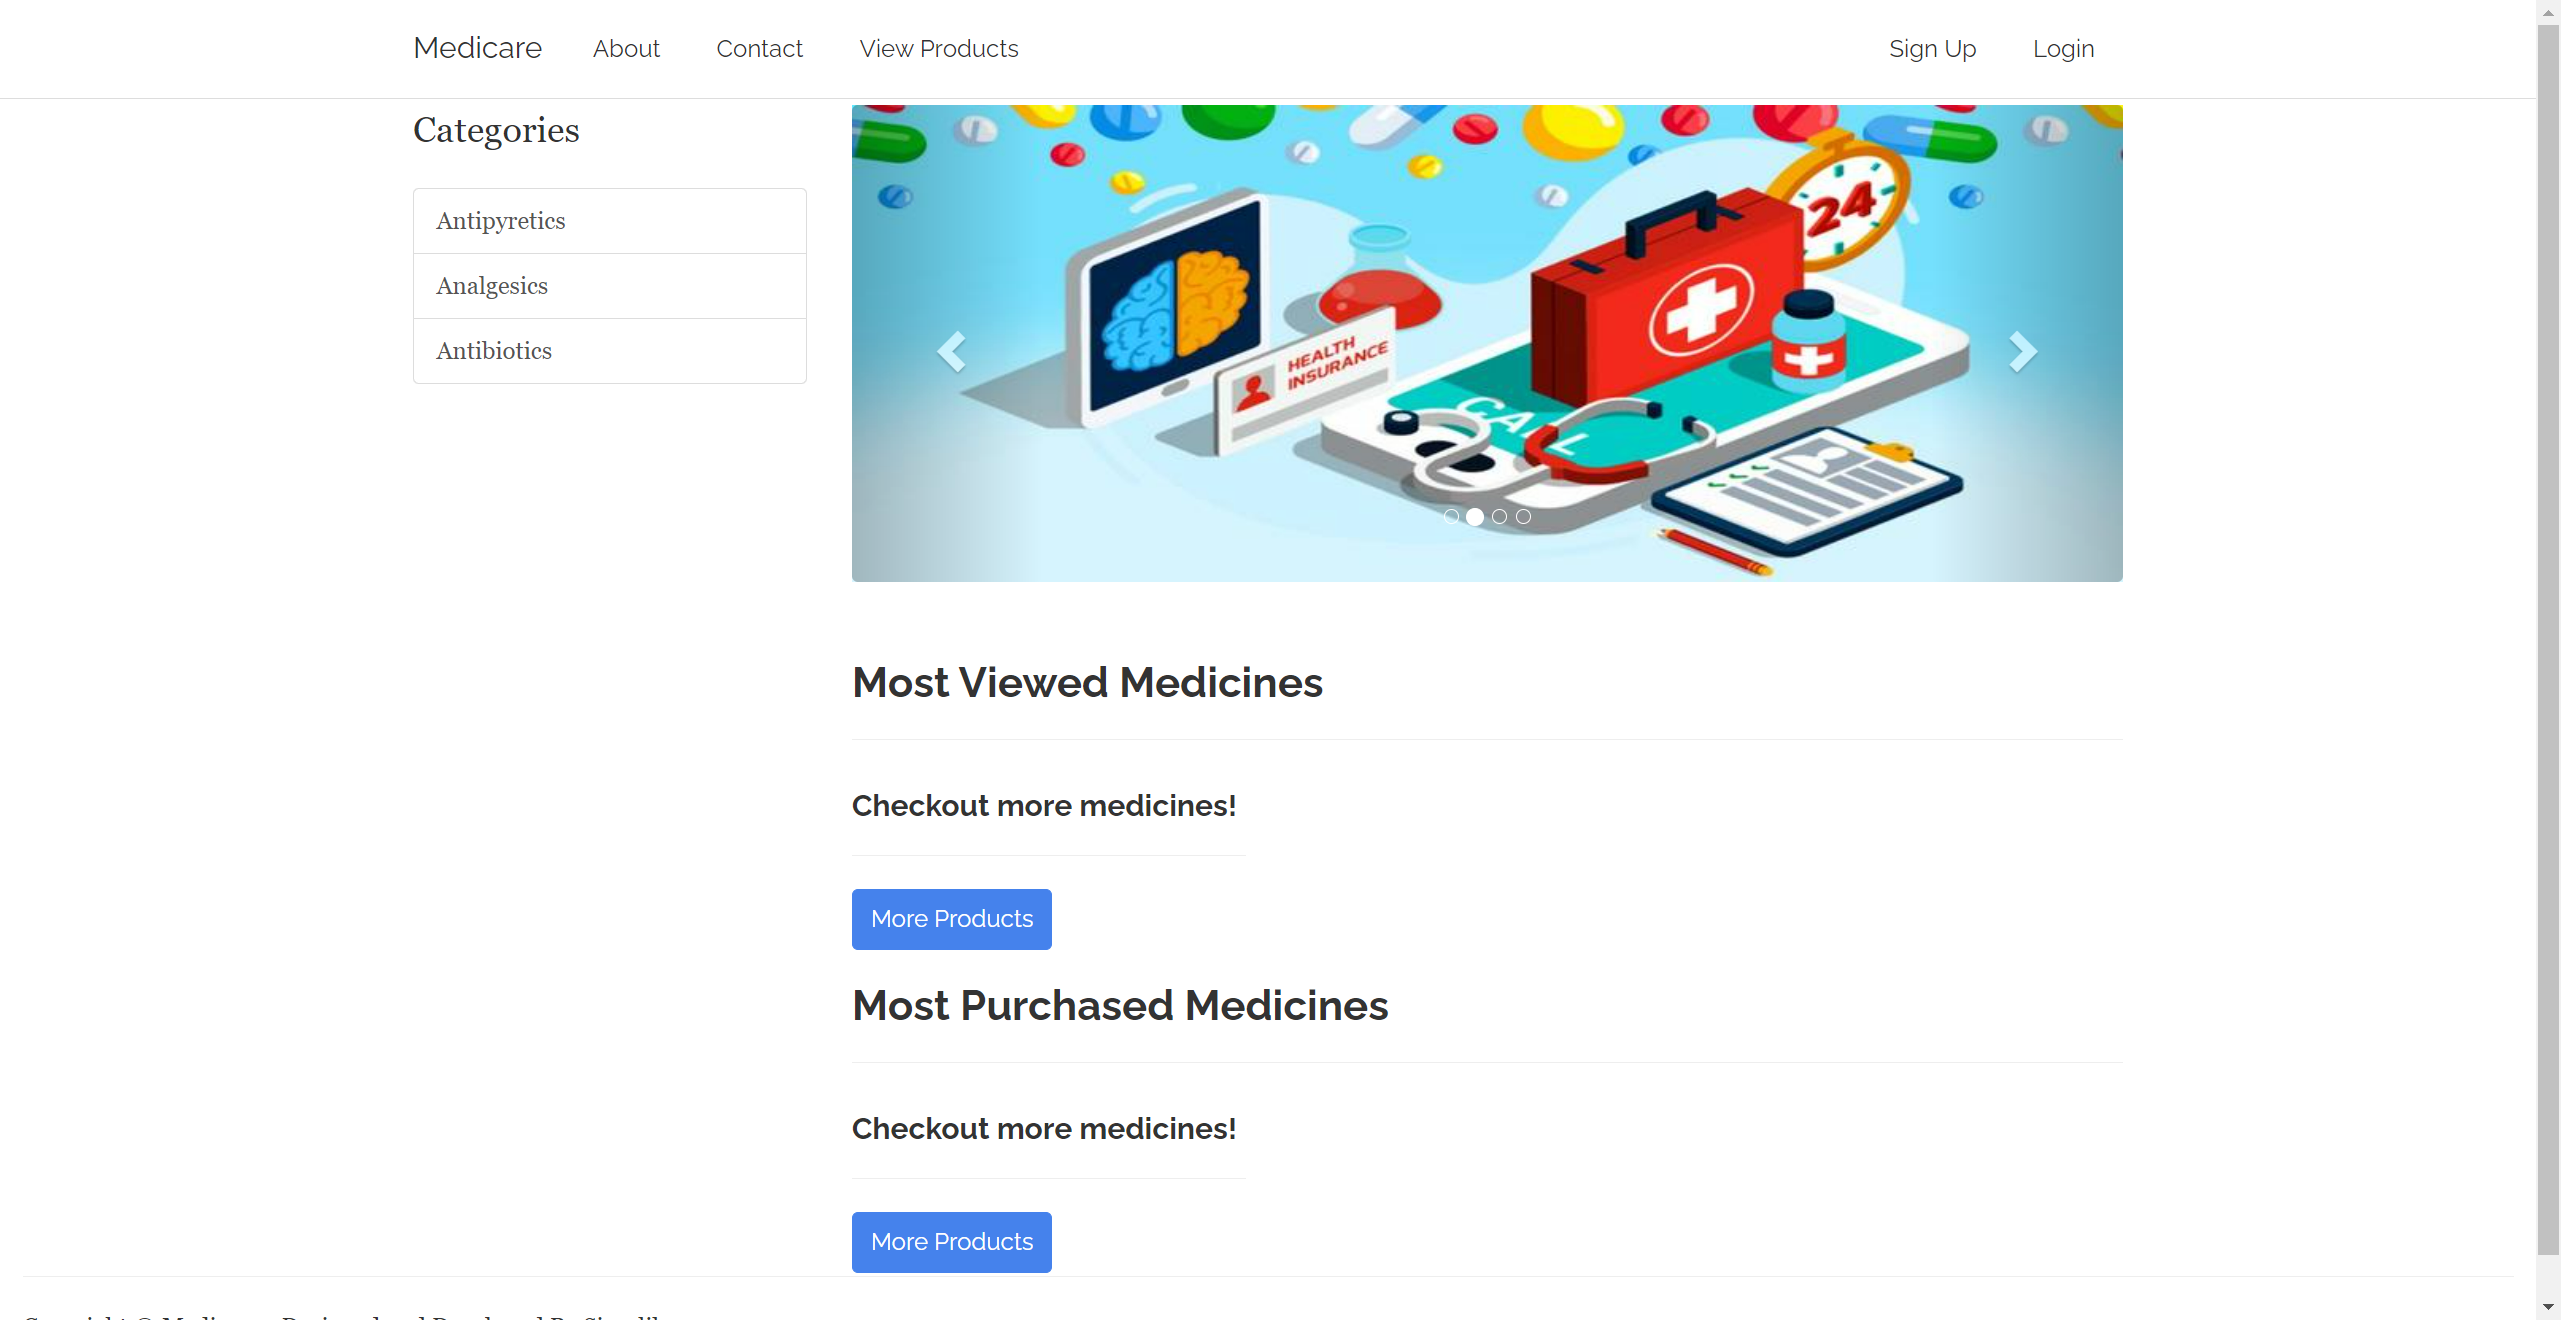 Medicare About Contact View Products Sign Up Login
Categories
Antipyretics
Analgesics
Antibiotics
24
HEALTH
INSURANCE
CALL
Most Viewed Medicines
Checkout more medicines!
More Products
Most Purchased Medicines
Checkout more medicines!
More Products